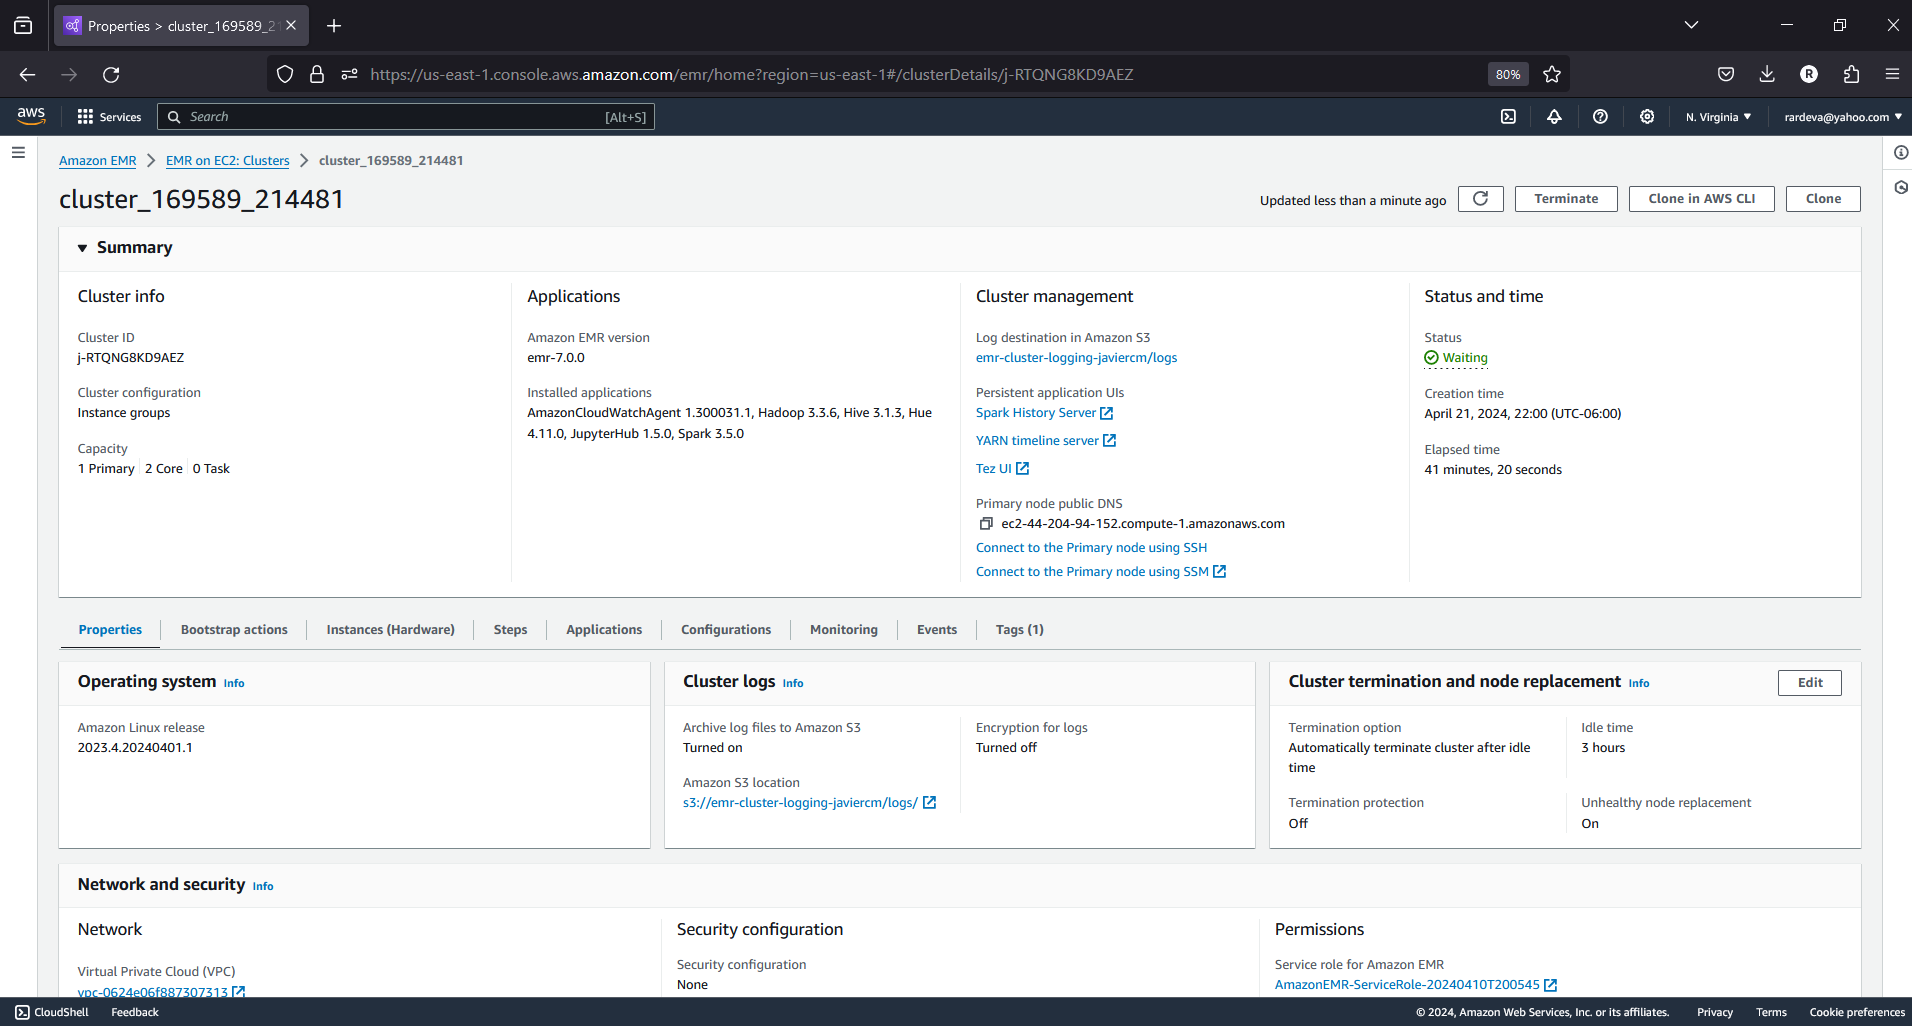 Properties > cluster_169589_21
https://us-east-1.console.aws.amazon.com/emr/home?region=us-east-1#/clusterDetails/j-RTQNG8KD9AEZ
80%
R
aws
Services
Search
[Alt+S]
N. Virginia
rardeva@yahoo.com
Amazon EMR
EMR on EC2: Clusters
cluster_169589_214481
cluster_169589_214481
Updated less than a minute ago
Terminate
Clone in AWS CLI
Clone
Summary
Cluster info
Cluster ID
j-RTQNG8KD9AEZ
Cluster configuration
Instance groups
Capacity
1 Primary
2 Core
0 Task
Applications
Amazon EMR version
emr-7.0.0
Installed applications
AmazonCloudWatchAgent 1.300031.1, Hadoop 3.3.6, Hive 3.1.3, Hue
4.11.0, JupyterHub 1.5.0, Spark 3.5.0
Cluster management
Log destination in Amazon S3
emr-cluster-logging-javiercm/logs
Persistent application UIs
Spark History Server
YARN timeline server
Tez UI
Primary node public DNS
ec2-44-204-94-152.compute-1.amazonaws.com
Connect to the Primary node using SSH
Connect to the Primary node using SSM
Status and time
Status
Waiting
Creation time
April 21, 2024, 22:00 (UTC-06:00)
Elapsed time
41 minutes, 20 seconds
Properties
Bootstrap actions
Instances (Hardware)
Steps
Applications
Configurations
Monitoring
Events
Tags (1)
Operating system Info
Amazon Linux release
2023.4.20240401.1
Cluster logs Info
Archive log files to Amazon S3
Turned on
Amazon S3 location
s3://emr-cluster-logging-javiercm/logs/
Encryption for logs
Turned off
Cluster termination and node replacement Info
Edit
Termination option
Automatically terminate cluster after idle
time
Idle time
3 hours
Termination protection
Off
Unhealthy node replacement
On
Network and security Info
Network
Virtual Private Cloud (VPC)
vpc-0624e06f887307313
Security configuration
Security configuration
None
Permissions
Service role for Amazon EMR
AmazonEMR-ServiceRole-20240410T200545
CloudShell
Feedback
© 2024, Amazon Web Services, Inc. or its affiliates.
Privacy
Terms
Cookie preferences